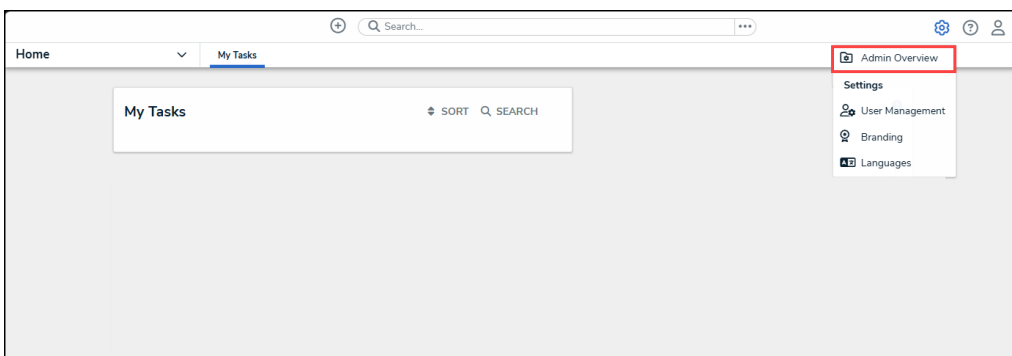 Search...
Home
My Tasks
Admin Overview
Settings
My Tasks
SORT
SEARCH
User Management
Branding
Languages